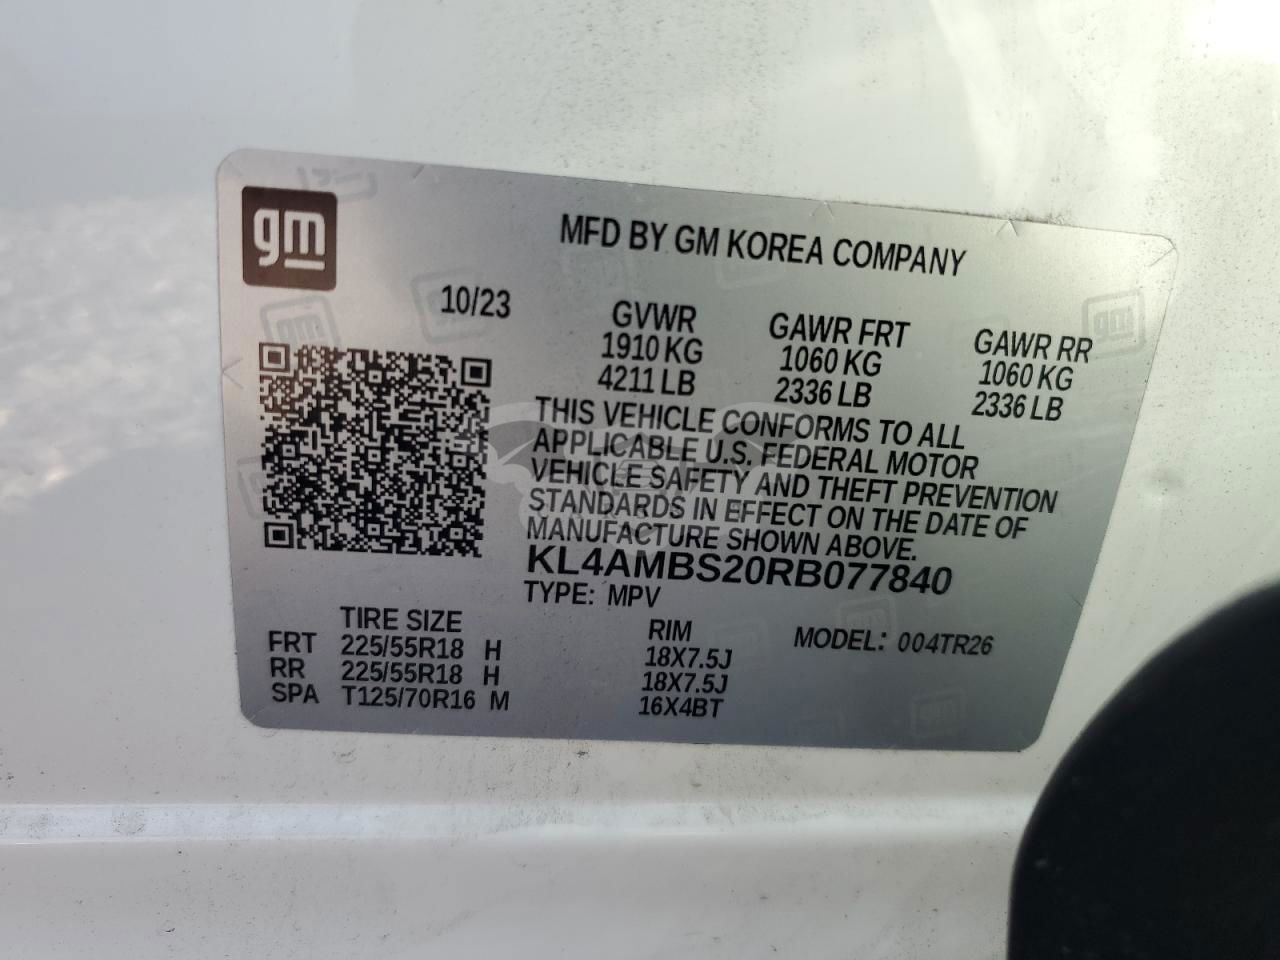 gm
MFD BY GM KOREA COMPANY
10/23
GVWR GAWR FRT GAWR RR
1910 KG 1060 KG 1060 KG
4211 LB 2336 LB 2336 LB
THIS VEHICLE CONFORMS TO ALL
APPLICABLE U.S. FEDERAL MOTOR
VEHICLE SAFETY AND THEFT PREVENTION
STANDARDS IN EFFECT ON THE DATE OF
MANUFACTURE SHOWN ABOVE.
KL4AMBS20RB077840
TYPE: MPV
TIRE SIZE RIM MODEL: 004TR26
FRT 225/55R18 H 18X7.5J
RR 225/55R18 H 18X7.5J
SPA T125/70R16 M 16X4BT